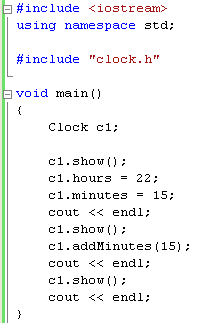 #include <iostream>
using namespace std;

#include "clock.h"

void main()
{
    Clock c1;

    c1.show();
    c1.hours = 22;
    c1.minutes = 15;
    cout << endl;
    c1.show();
    c1.addMinutes(15);
    cout << endl;
    c1.show();
    cout << endl;
}